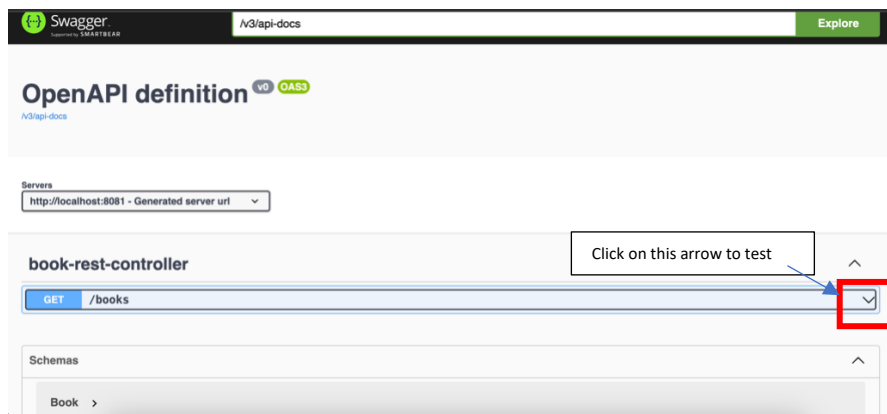 {···} Swagger.
Supported by SMARTBEAR
/v3/api-docs
Explore
OpenAPI definition v0 OAS3
/v3/api-docs
Servers
http://localhost:8081 - Generated server url
Click on this arrow to test
book-rest-controller
GET /books
Schemas
Book